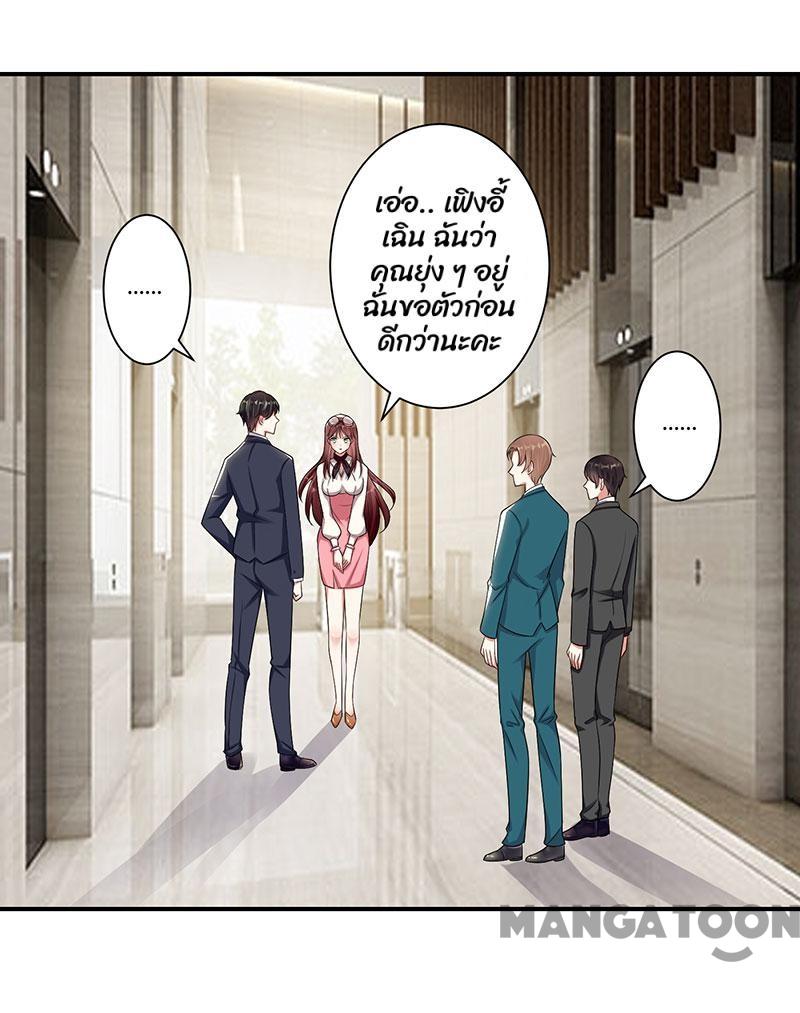 ......
เอ่อ.. เฟิงอี้
เฉิน ฉันว่า
คุณยุ่ง ๆ อยู่
ฉันขอตัวก่อน
ดีกว่านะคะ
......
MANGATOON